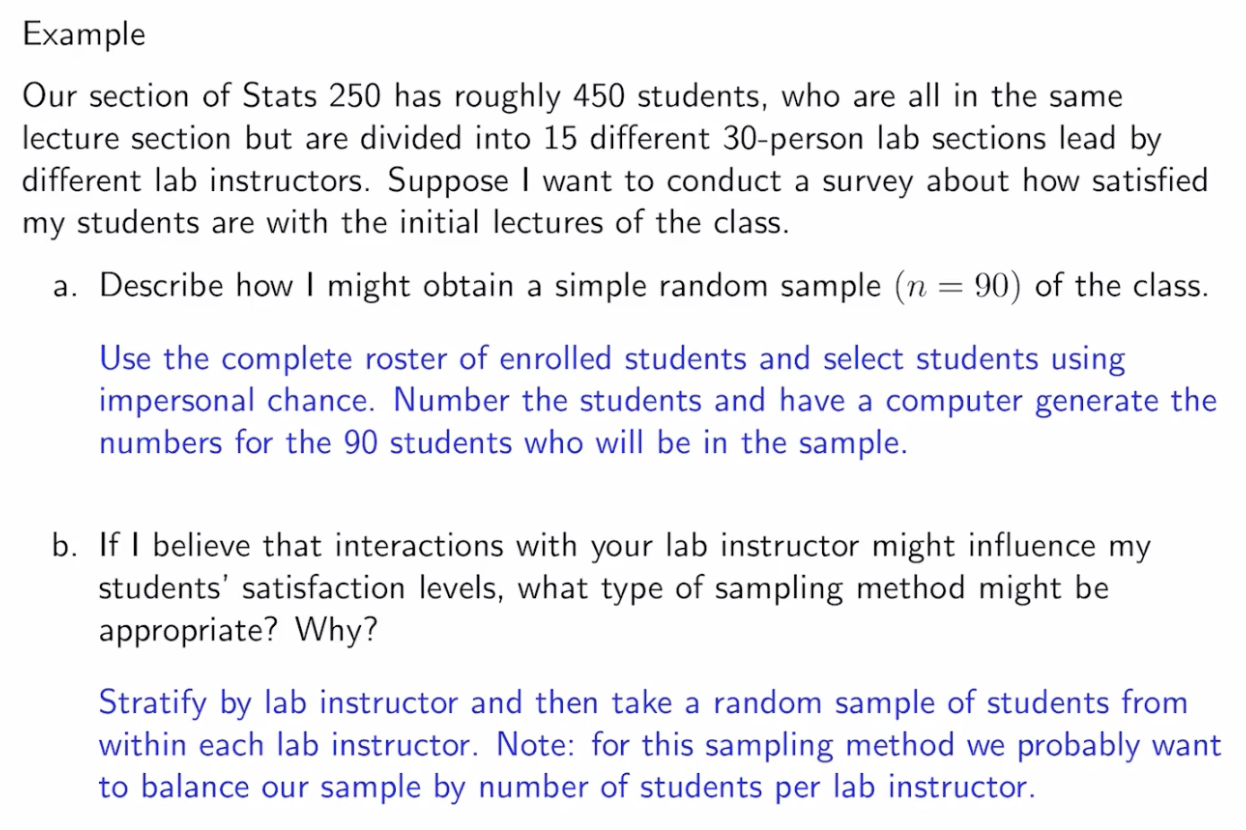 Example
Our section of Stats 250 has roughly 450 students, who are all in the same
lecture section but are divided into 15 different 30-person lab sections lead by
different lab instructors. Suppose I want to conduct a survey about how satisfied
my students are with the initial lectures of the class.
a. Describe how I might obtain a simple random sample (n = 90) of the class.
Use the complete roster of enrolled students and select students using
impersonal chance. Number the students and have a computer generate the
numbers for the 90 students who will be in the sample.
b. If I believe that interactions with your lab instructor might influence my
students' satisfaction levels, what type of sampling method might be
appropriate? Why?
Stratify by lab instructor and then take a random sample of students from
within each lab instructor. Note: for this sampling method we probably want
to balance our sample by number of students per lab instructor.